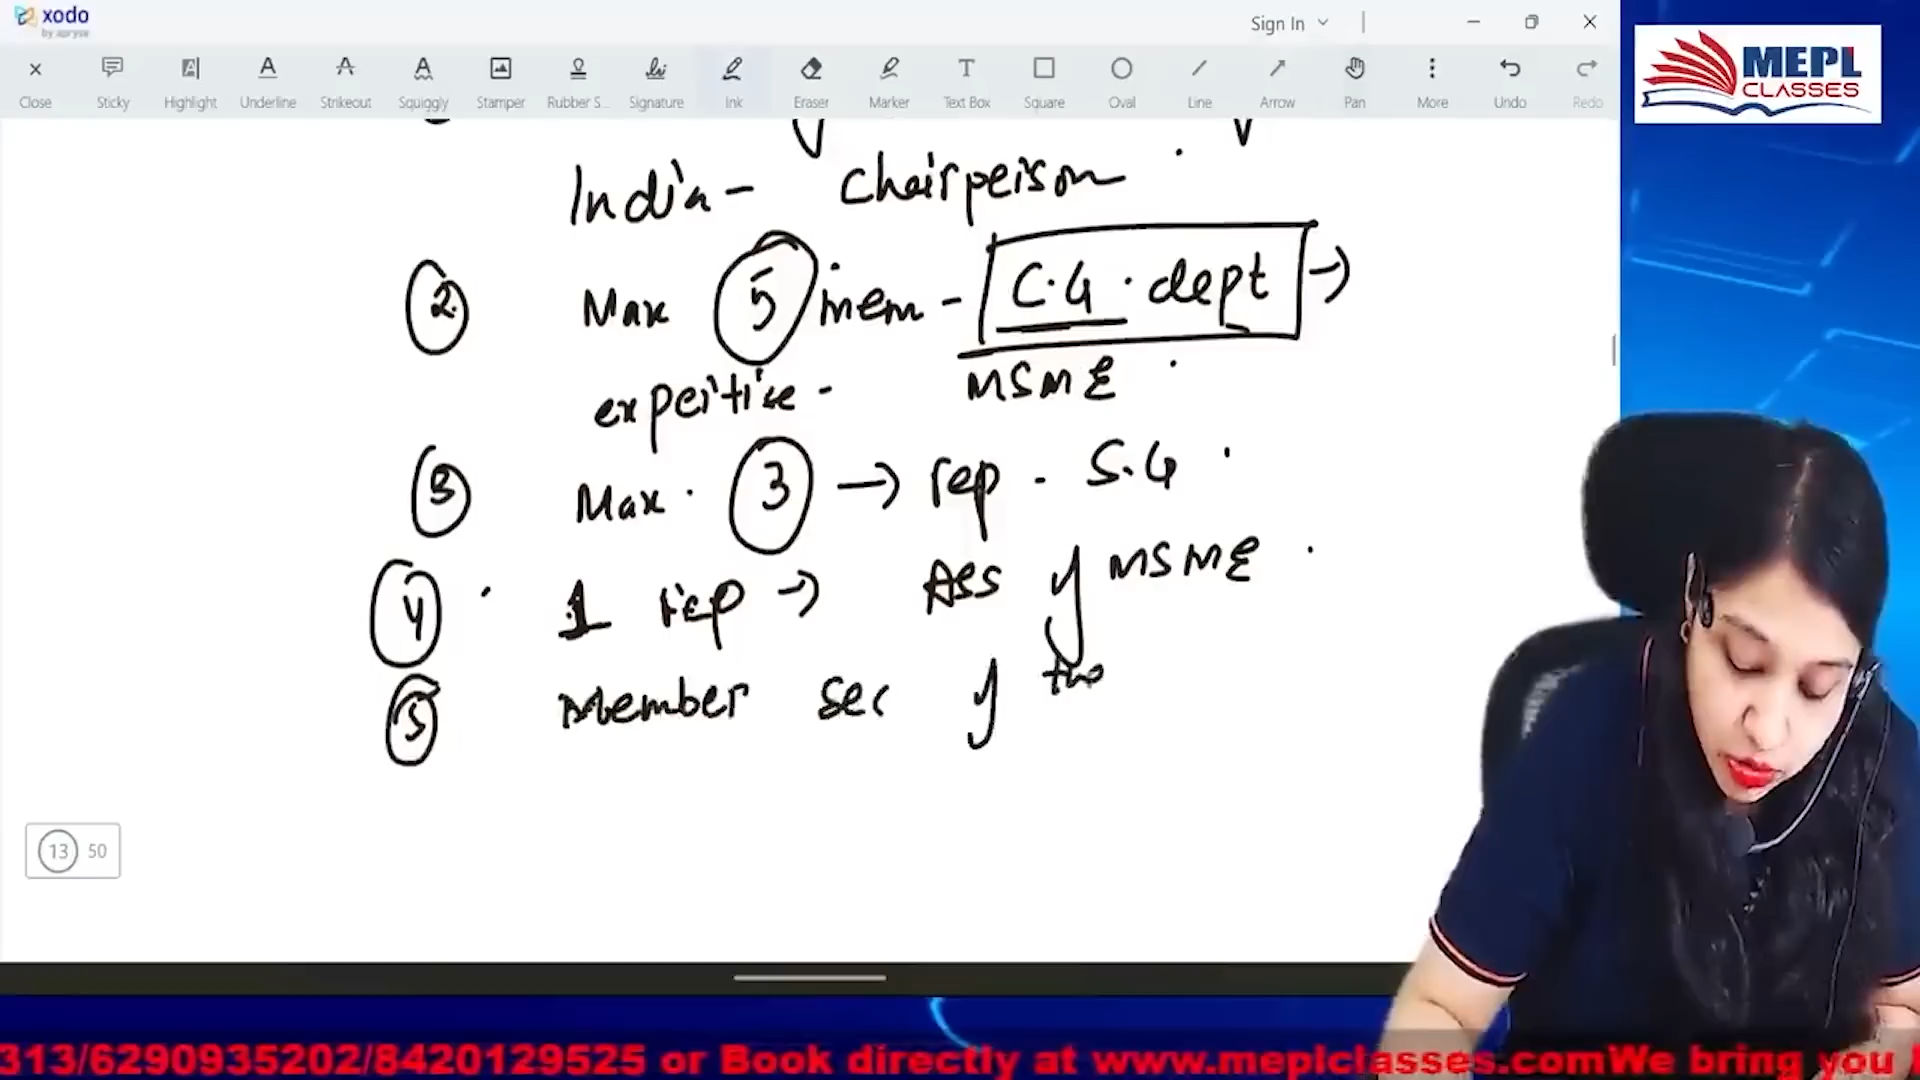 xodo
by apryse
Sign In
Close Sticky Highlight Underline Strikeout Squiggly Stamper Rubber S... Signature Ink Eraser Marker Text Box Square Oval Line Arrow Pan More Undo Redo
MEPL
CLASSES
India - Chairperson.
② Max 5 mem - C.G. dept →
expertise - MSME.
③ Max. 3 → rep. S.G.
④ 1 rep → Ass of MSME.
⑤ Member sec of the
13 50
313/6290935202/8420129525 or Book directly at www.meplclasses.comWe bring you